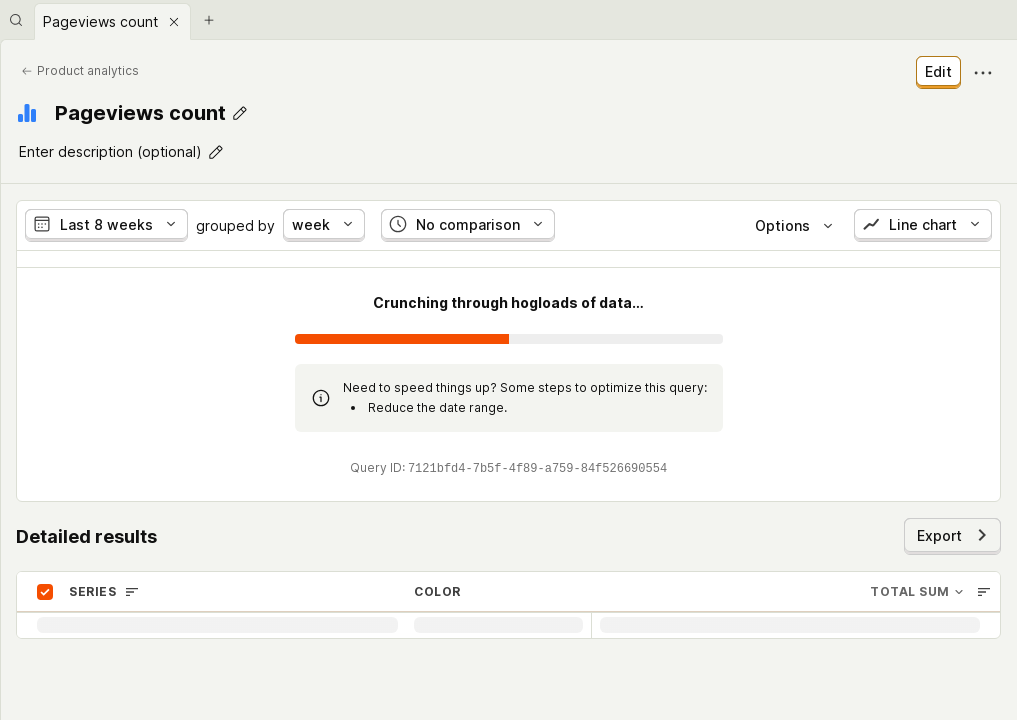 Pageviews count
Product analytics
Edit
Pageviews count
Enter description (optional)
Last 8 weeks
grouped by
week
No comparison
Options
Line chart
Crunching through hogloads of data...
Need to speed things up? Some steps to optimize this query:
• Reduce the date range.
Query ID: 7121bfd4-7b5f-4f89-a759-84f526690554
Detailed results
Export
SERIES
COLOR
TOTAL SUM